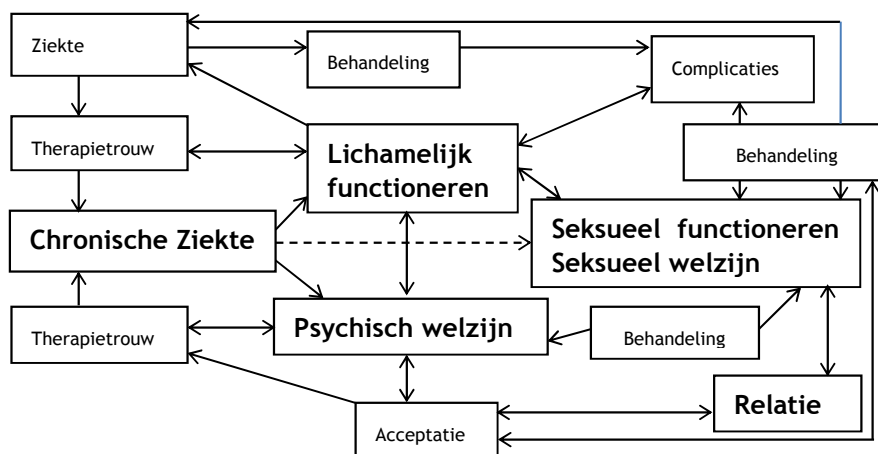 Ziekte
Behandeling
Complicaties
Therapietrouw
Lichamelijk
functioneren
Behandeling
Chronische Ziekte
Seksueel functioneren
Seksueel welzijn
Therapietrouw
Psychisch welzijn
Behandeling
Relatie
Acceptatie